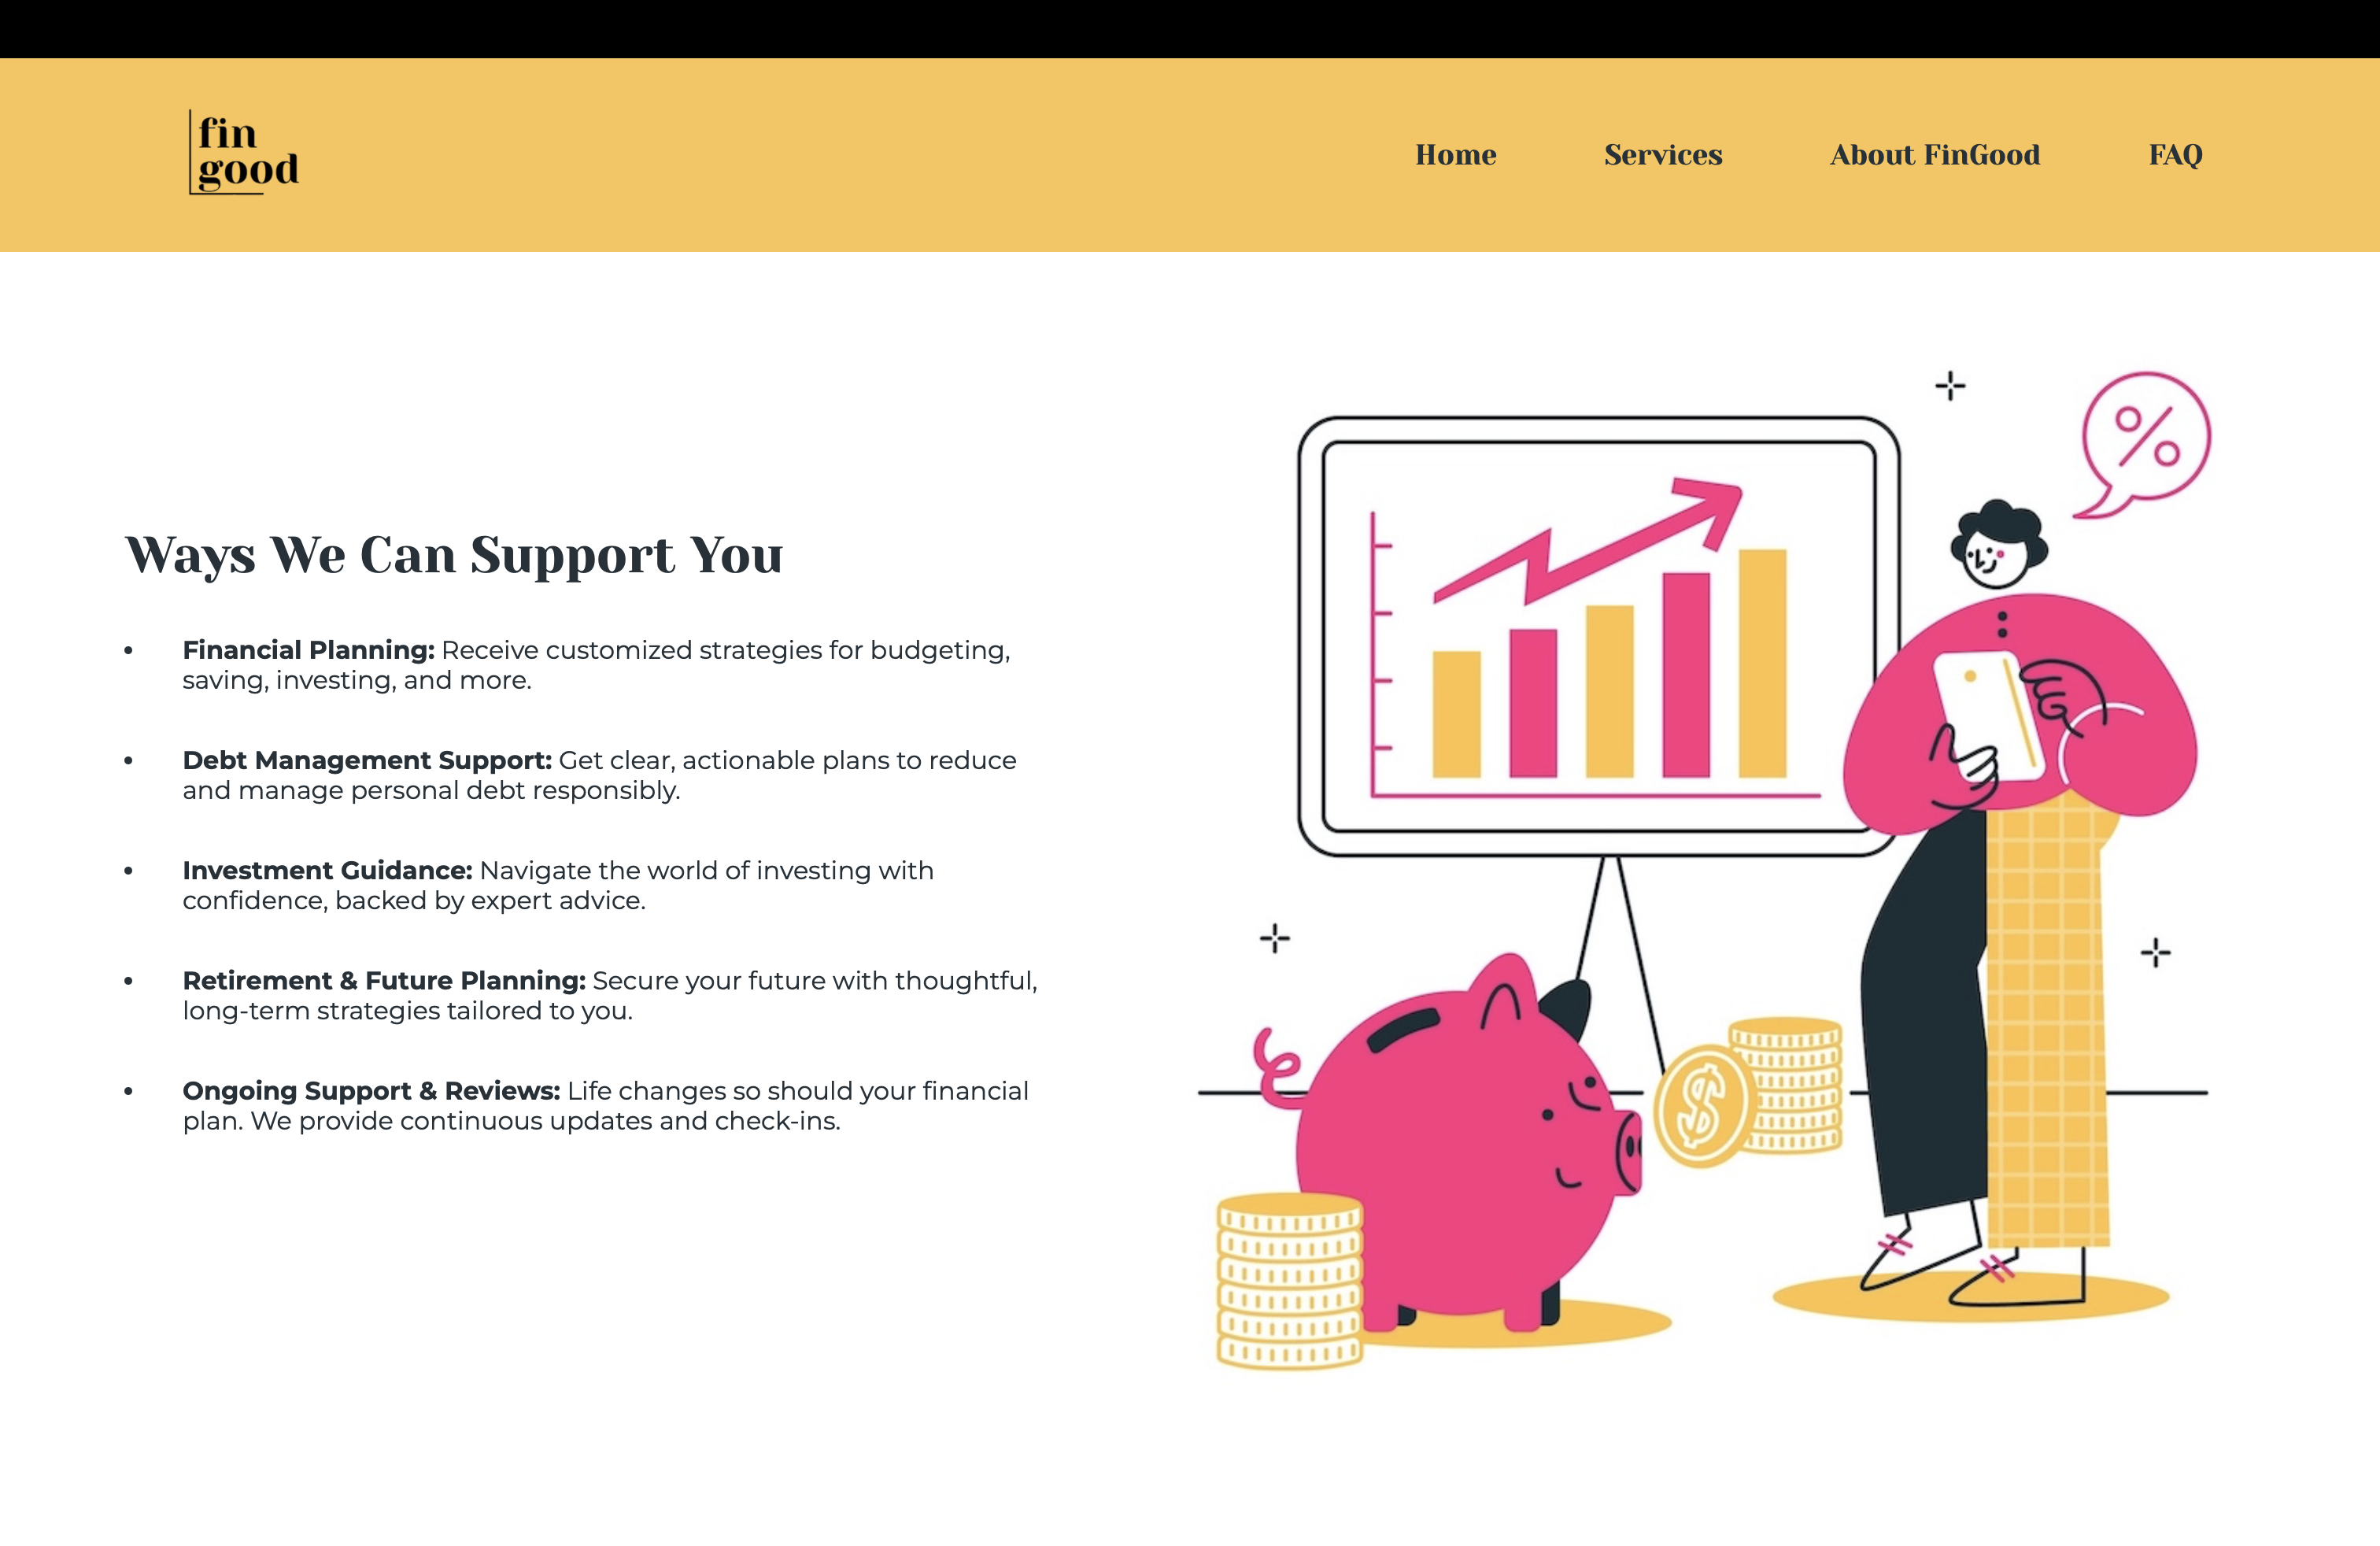 fin
good
Home Services About FinGood FAQ
Ways We Can Support You
• Financial Planning: Receive customized strategies for budgeting,
saving, investing, and more.
• Debt Management Support: Get clear, actionable plans to reduce
and manage personal debt responsibly.
• Investment Guidance: Navigate the world of investing with
confidence, backed by expert advice.
• Retirement & Future Planning: Secure your future with thoughtful,
long-term strategies tailored to you.
• Ongoing Support & Reviews: Life changes so should your financial
plan. We provide continuous updates and check-ins.
%
$